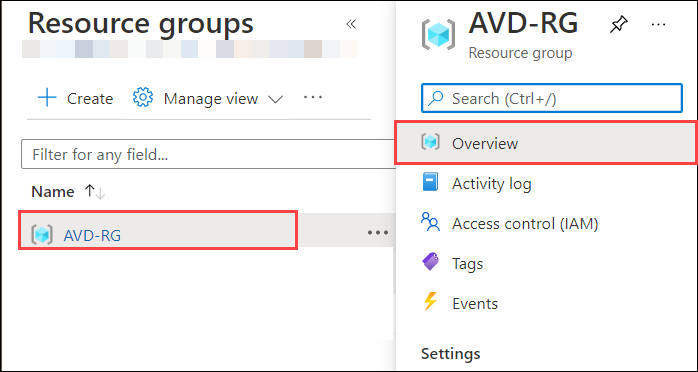 Resource groups
«
Create
Manage view
...
Filter for any field...
Name
AVD-RG
...
AVD-RG
...
Resource group
Search (Ctrl+/)
Overview
Activity log
Access control (IAM)
Tags
Events
Settings